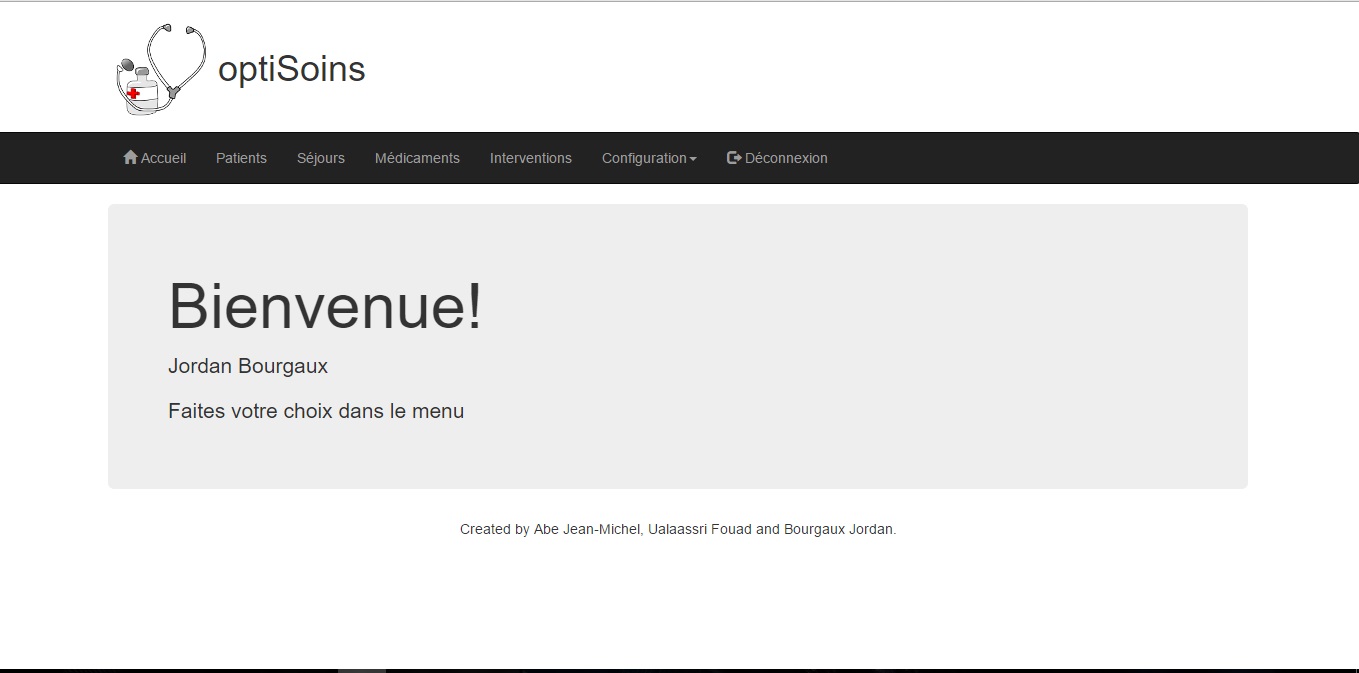 optiSoins
Accueil Patients Séjours Médicaments Interventions Configuration Déconnexion
Bienvenue!
Jordan Bourgaux
Faites votre choix dans le menu
Created by Abe Jean-Michel, Ualaassri Fouad and Bourgaux Jordan.